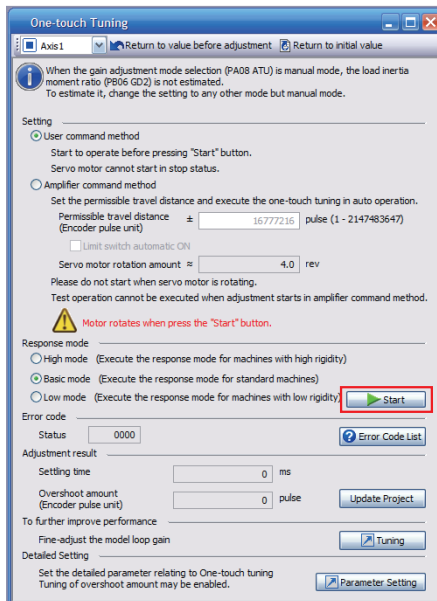 One-touch Tuning
Axis1 Return to value before adjustment Return to initial value
When the gain adjustment mode selection (PA08 ATU) is manual mode, the load inertia
moment ratio (PB06 GD2) is not estimated.
To estimate it, change the setting to any other mode but manual mode.
Setting
User command method
Start to operate before pressing "Start" button.
Servo motor cannot start in stop status.
Amplifier command method
Set the permissible travel distance and execute the one-touch tuning in auto operation.
Permissible travel distance ± 16777216 pulse (1 - 2147483647)
(Encoder pulse unit)
Limit switch automatic ON
Servo motor rotation amount ≈ 4.0 rev
Please do not start when servo motor is rotating.
Test operation cannot be executed when adjustment starts in amplifier command method.
Motor rotates when press the "Start" button.
Response mode
High mode (Execute the response mode for machines with high rigidity)
Basic mode (Execute the response mode for standard machines)
Low mode (Execute the response mode for machines with low rigidity) Start
Error code
Status 0000 Error Code List
Adjustment result
Settling time 0 ms
Overshoot amount 0 pulse Update Project
(Encoder pulse unit)
To further improve performance
Fine-adjust the model loop gain Tuning
Detailed Setting
Set the detailed parameter relating to One-touch tuning
Tuning of overshoot amount may be enabled. Parameter Setting